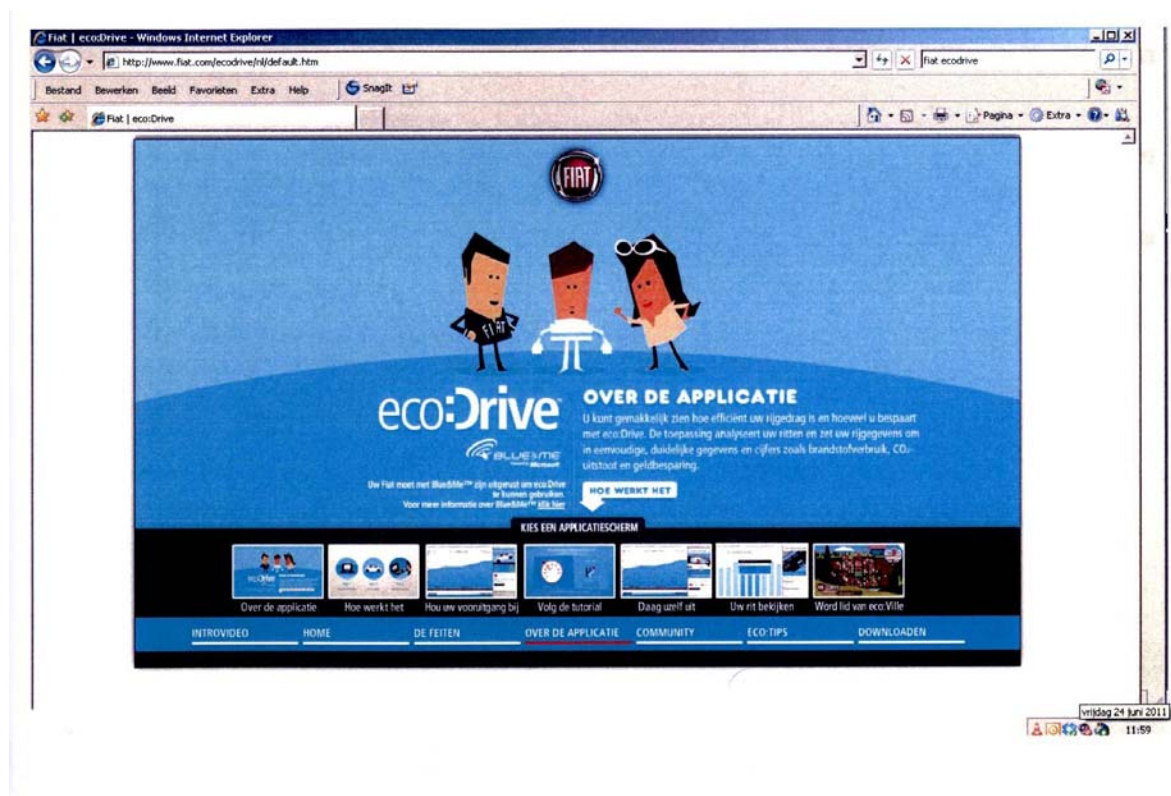 Fiat | eco:Drive - Windows Internet Explorer
http://www.fiat.com/ecodrive/nl/default.htm
fiat ecodrive
Bestand Bewerken Beeld Favorieten Extra Help SnagIt
Fiat | eco:Drive
Pagina Extra
FIAT
FIAT
eco:Drive
BLUE&ME
Microsoft
Uw Fiat moet met Blue&Me™ zijn uitgerust om eco:Drive
te kunnen gebruiken.
Voor meer informatie over Blue&Me™ klik hier
OVER DE APPLICATIE
U kunt gemakkelijk zien hoe efficiënt uw rijgedrag is en hoeveel u bespaart
met eco:Drive. De toepassing analyseert uw ritten en zet uw rijgegevens om
in eenvoudige, duidelijke gegevens en cijfers zoals brandstofverbruik, CO₂-
uitstoot en geldbesparing.
HOE WERKT HET
KIES EEN APPLICATIESCHERM
Over de applicatie Hoe werkt het Hou uw vooruitgang bij Volg de tutorial Daag uzelf uit Uw rit bekijken Word lid van eco:Ville
INTROVIDEO HOME DE FEITEN OVER DE APPLICATIE COMMUNITY ECO:TIPS DOWNLOADEN
vrijdag 24 juni 2011
11:59